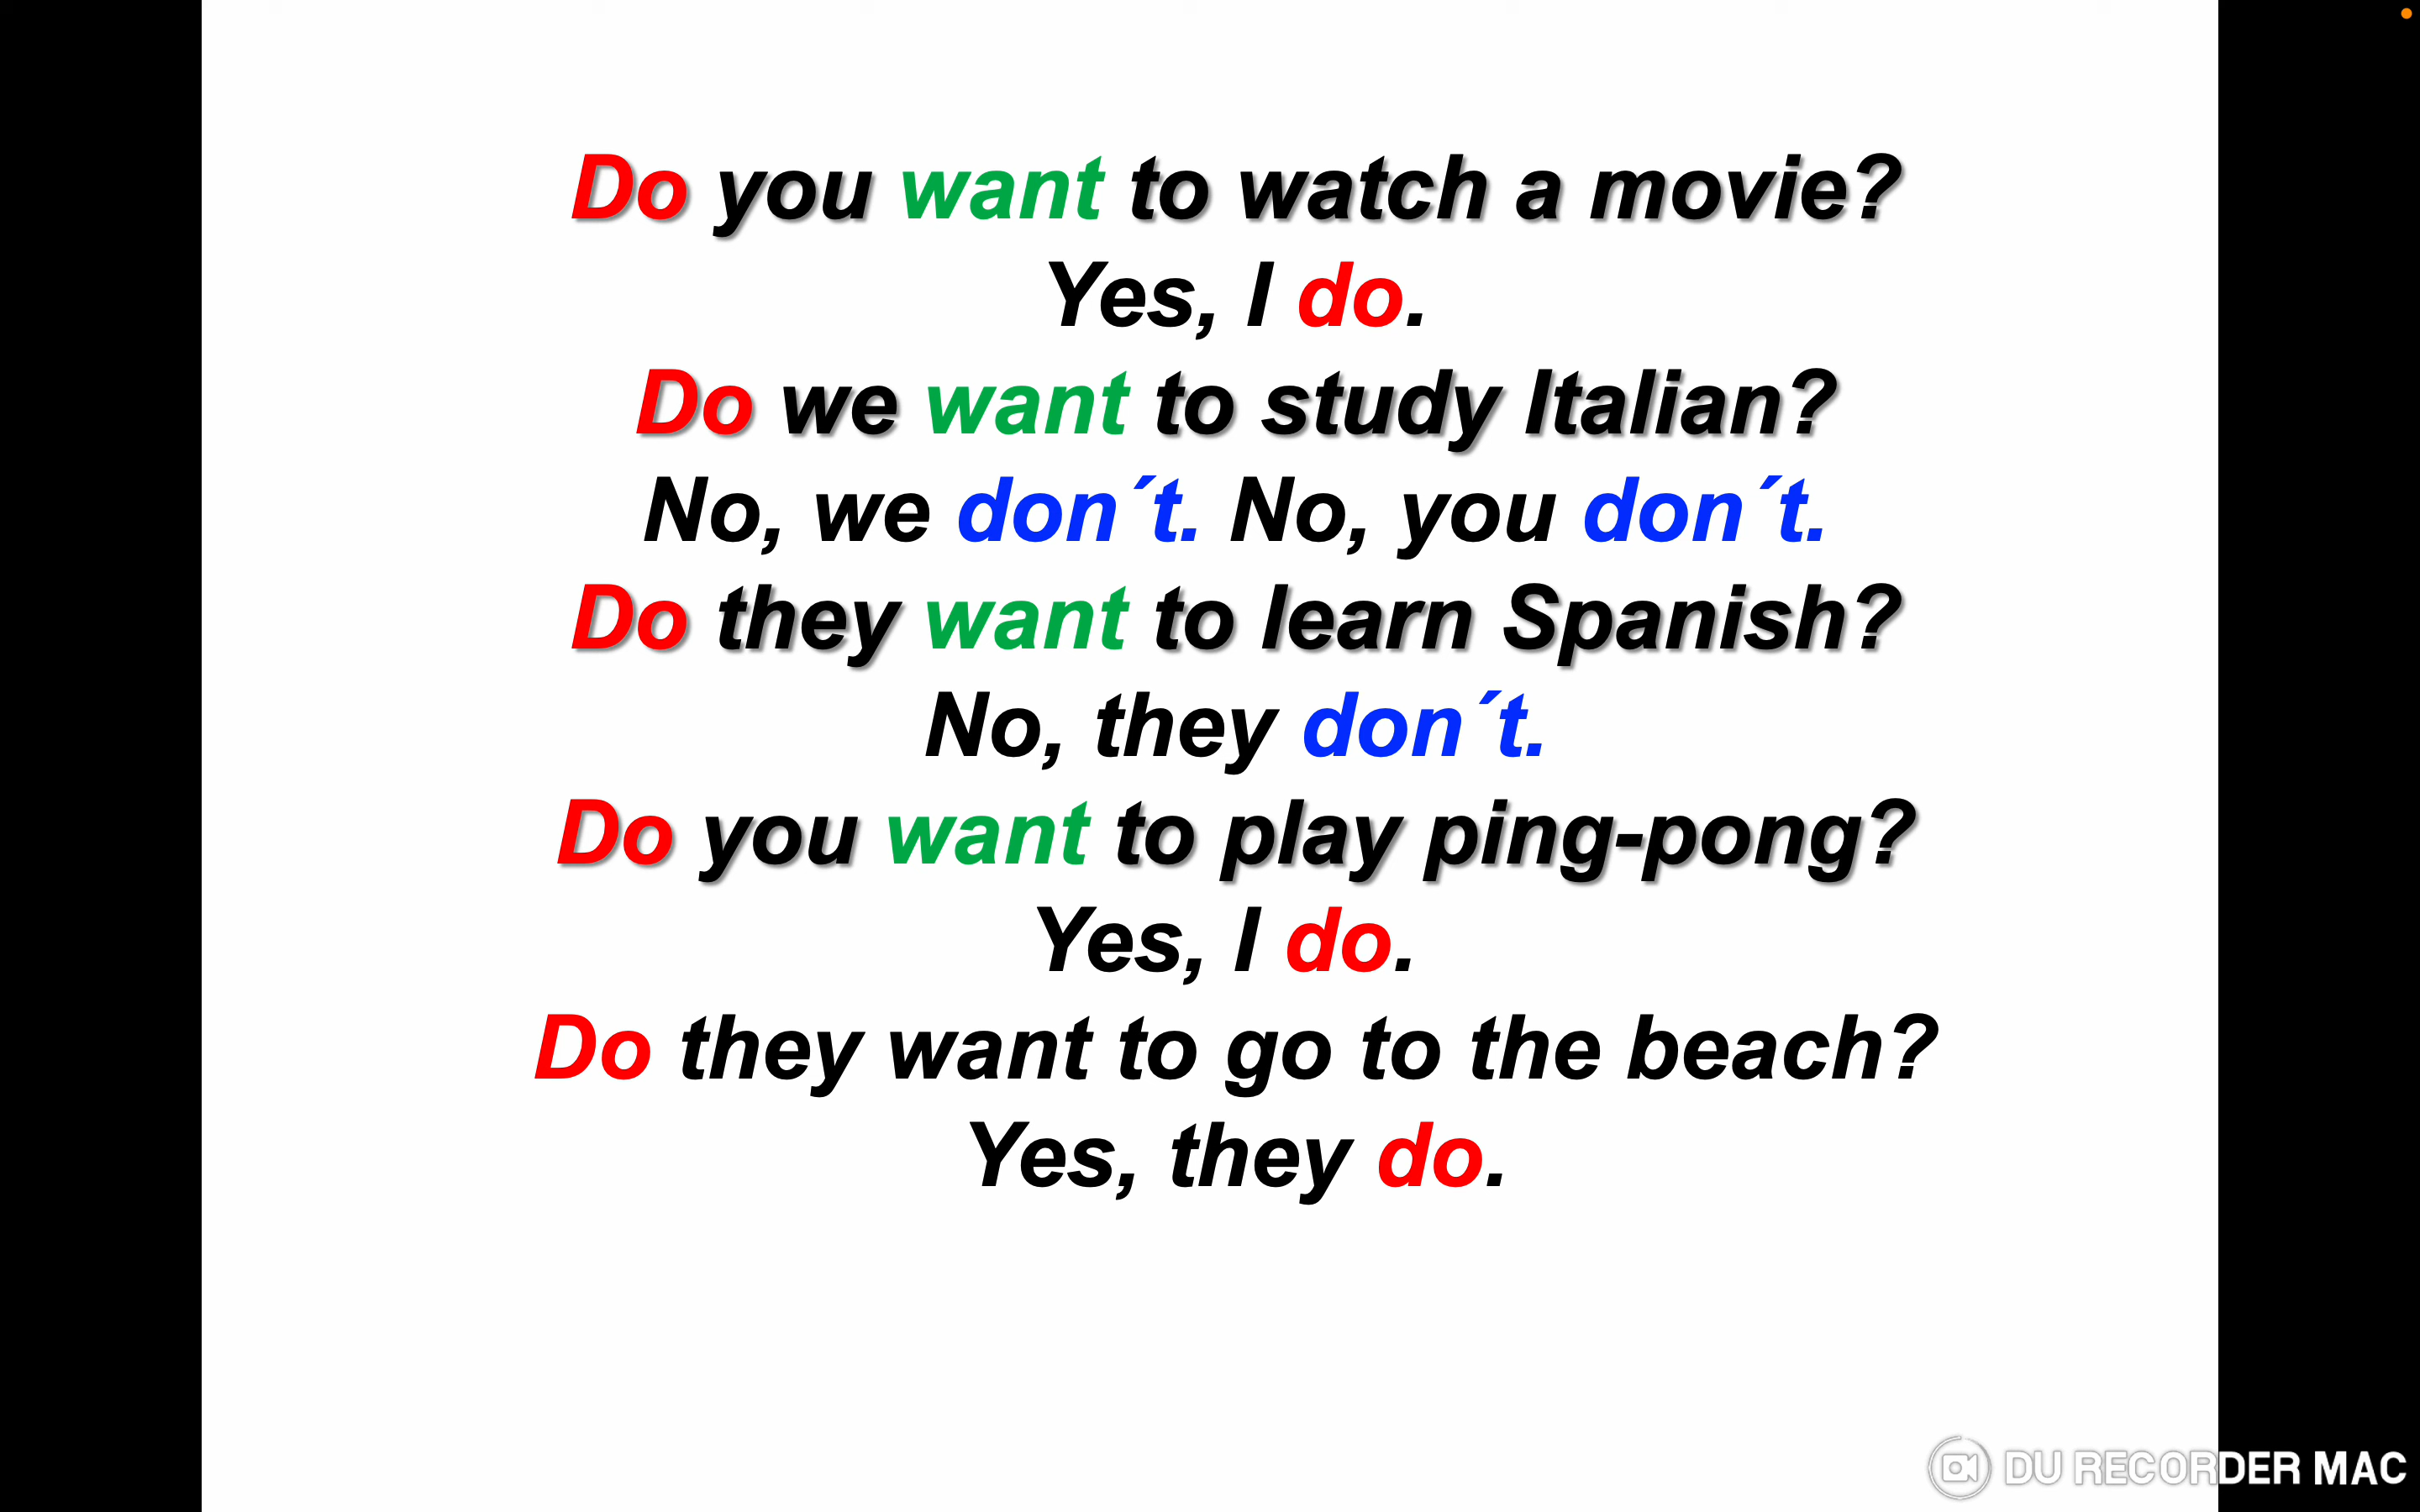 Do you want to watch a movie?
Yes, I do.
Do we want to study Italian?
No, we don´t. No, you don´t.
Do they want to learn Spanish?
No, they don´t.
Do you want to play ping-pong?
Yes, I do.
Do they want to go to the beach?
Yes, they do.
DU RECORDER MAC